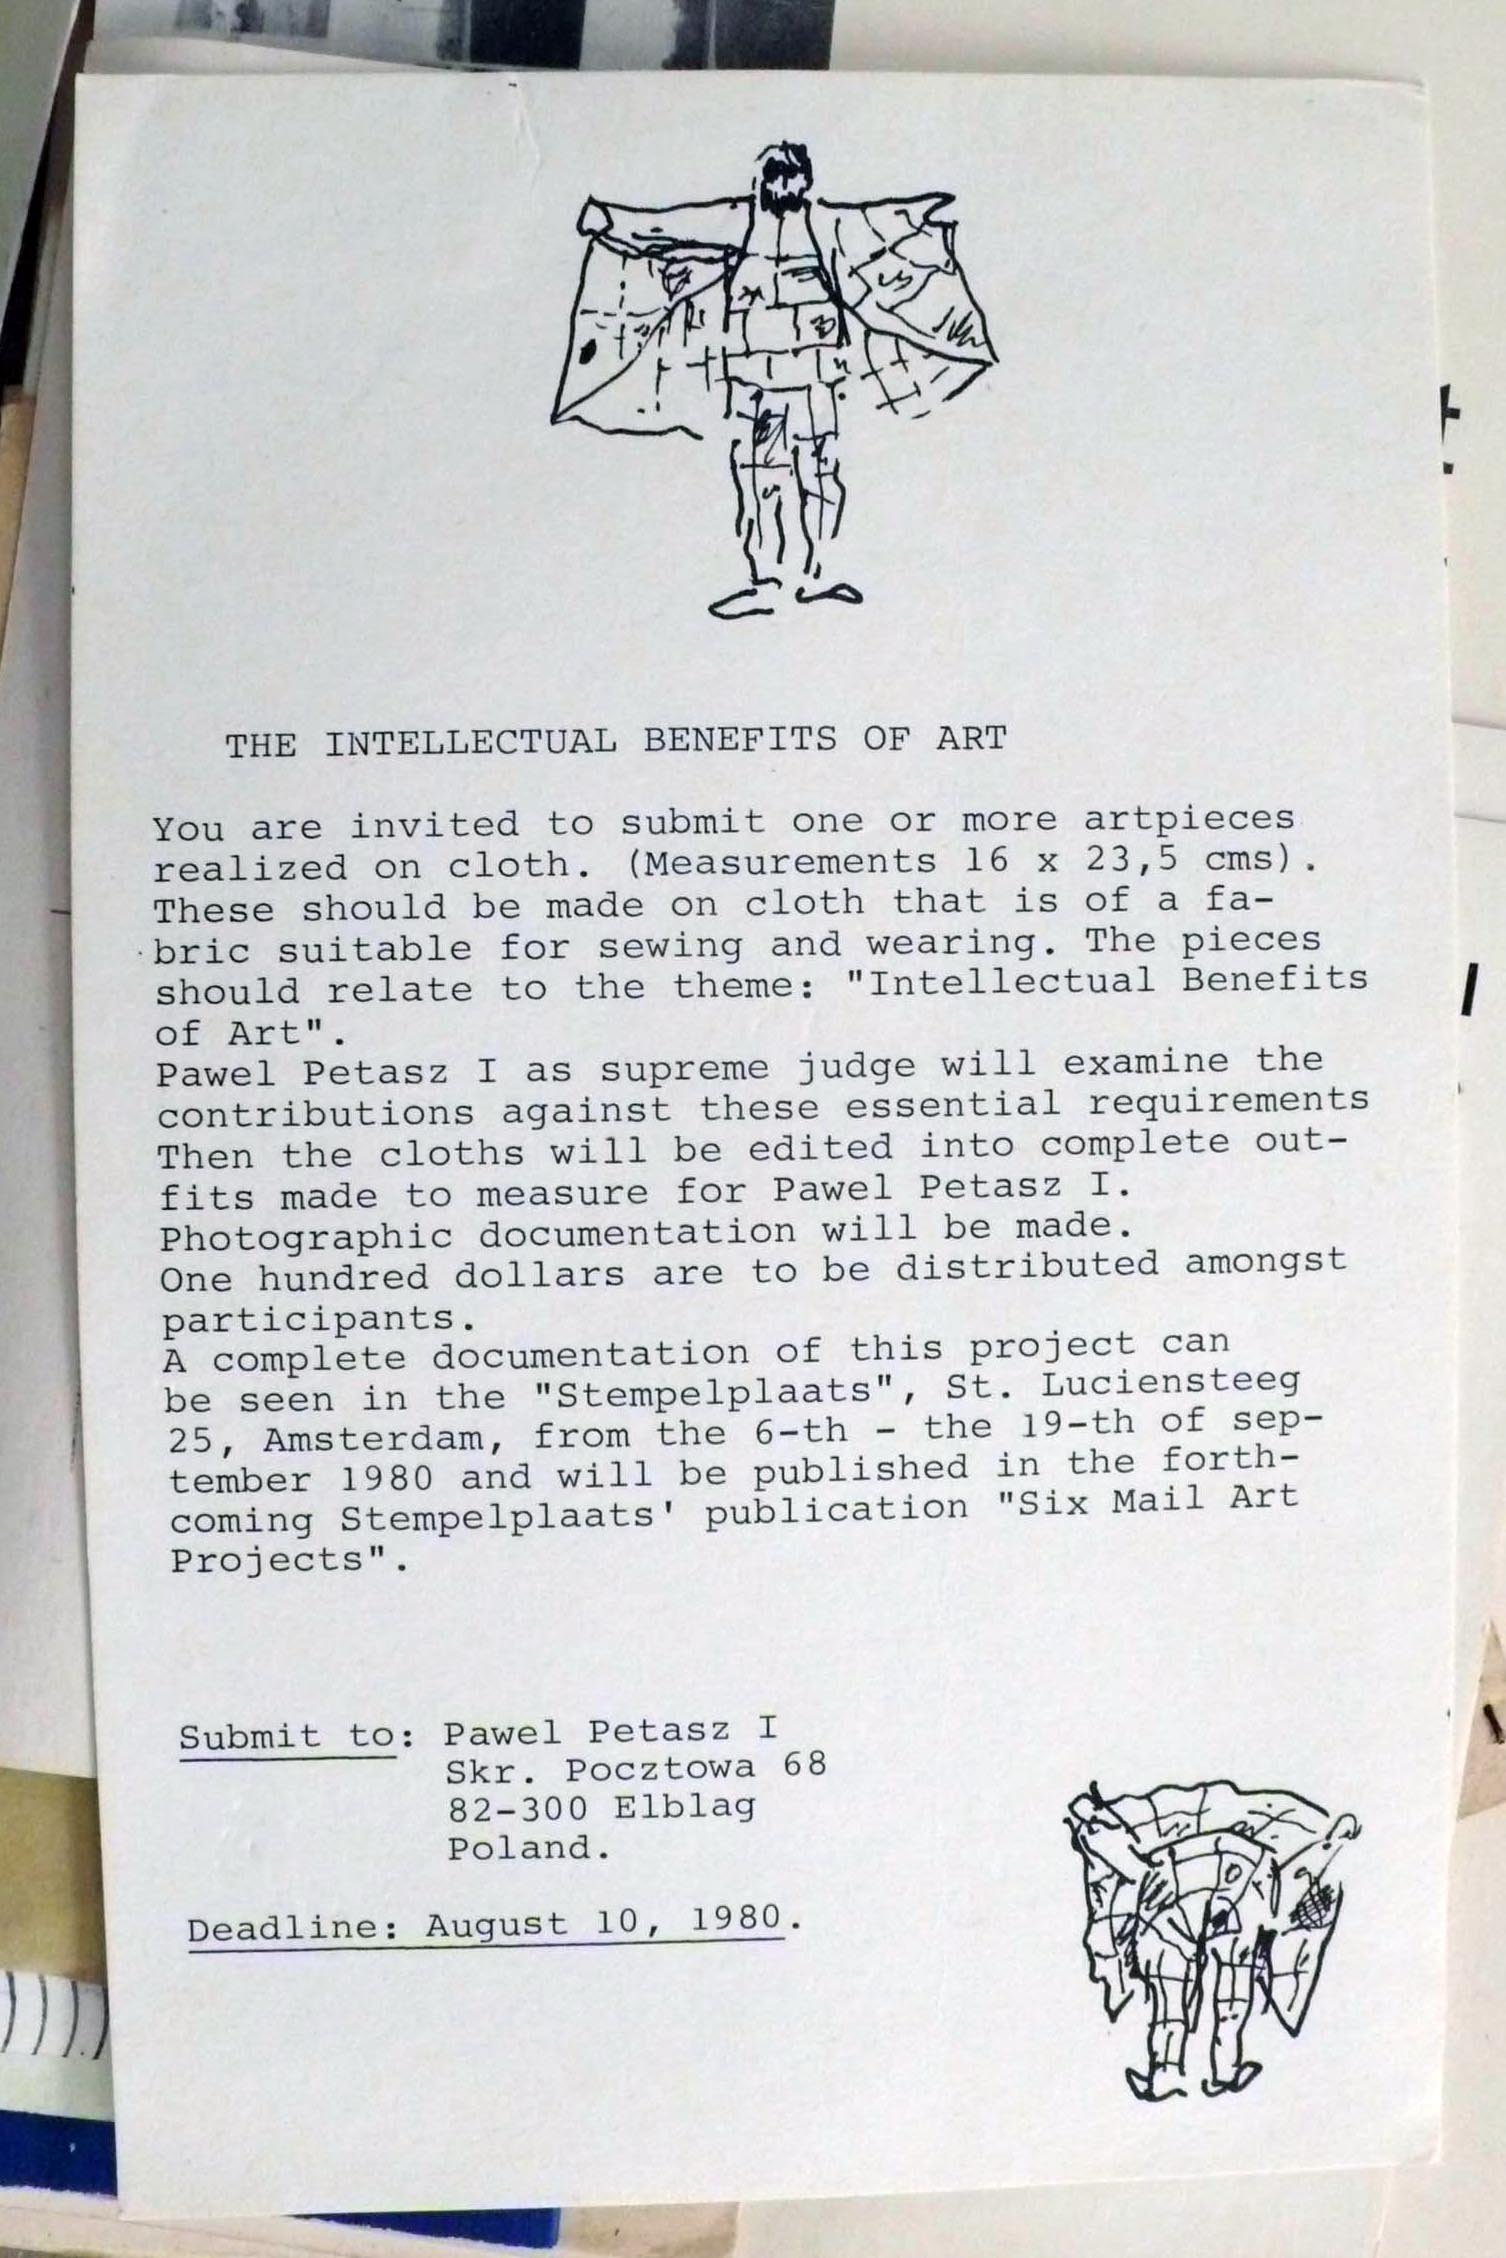 THE INTELLECTUAL BENEFITS OF ART
You are invited to submit one or more artpieces
realized on cloth. (Measurements 16 x 23,5 cms).
These should be made on cloth that is of a fa-
bric suitable for sewing and wearing. The pieces
should relate to the theme: "Intellectual Benefits
of Art".
Pawel Petasz I as supreme judge will examine the
contributions against these essential requirements
Then the cloths will be edited into complete out-
fits made to measure for Pawel Petasz I.
Photographic documentation will be made.
One hundred dollars are to be distributed amongst
participants.
A complete documentation of this project can
be seen in the "Stempelplaats", St. Luciensteeg
25, Amsterdam, from the 6-th - the 19-th of sep-
tember 1980 and will be published in the forth-
coming Stempelplaats' publication "Six Mail Art
Projects".
Submit to: Pawel Petasz I
Skr. Pocztowa 68
82-300 Elblag
Poland.
Deadline: August 10, 1980.